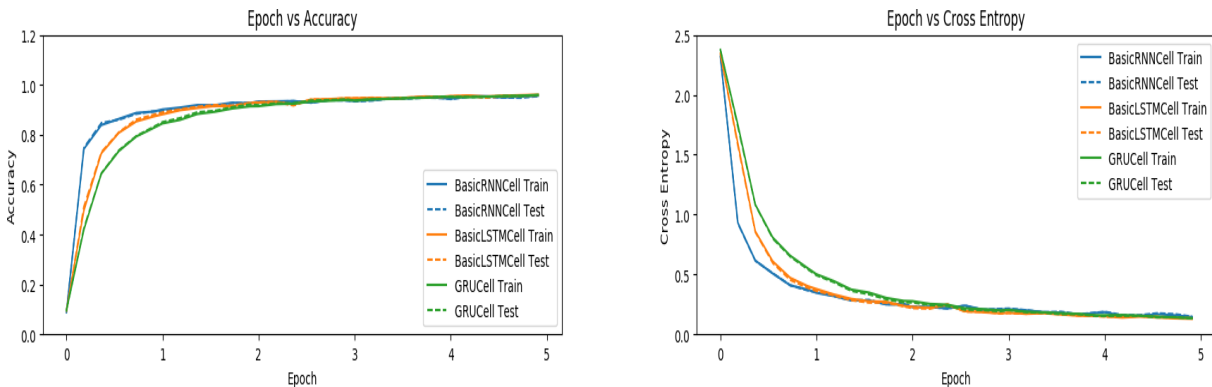 Epoch vs Accuracy
1.2
1.0
0.8
0.6
0.4
0.2
0.0
Accuracy
BasicRNNCell Train
BasicRNNCell Test
BasicLSTMCell Train
BasicLSTMCell Test
GRUCell Train
GRUCell Test
0 1 2 3 4 5
Epoch
Epoch vs Cross Entropy
2.5
2.0
1.5
1.0
0.5
0.0
Cross Entropy
BasicRNNCell Train
BasicRNNCell Test
BasicLSTMCell Train
BasicLSTMCell Test
GRUCell Train
GRUCell Test
0 1 2 3 4 5
Epoch